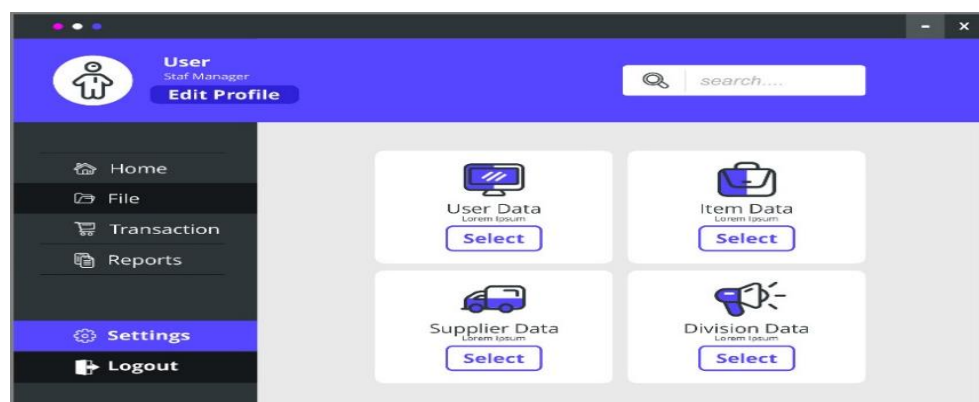 User
Staf Manager
Edit Profile
search....
Home
File
Transaction
Reports
Settings
Logout
User Data
Lorem Ipsum
Select
Item Data
Lorem Ipsum
Select
Supplier Data
Lorem Ipsum
Select
Division Data
Lorem Ipsum
Select